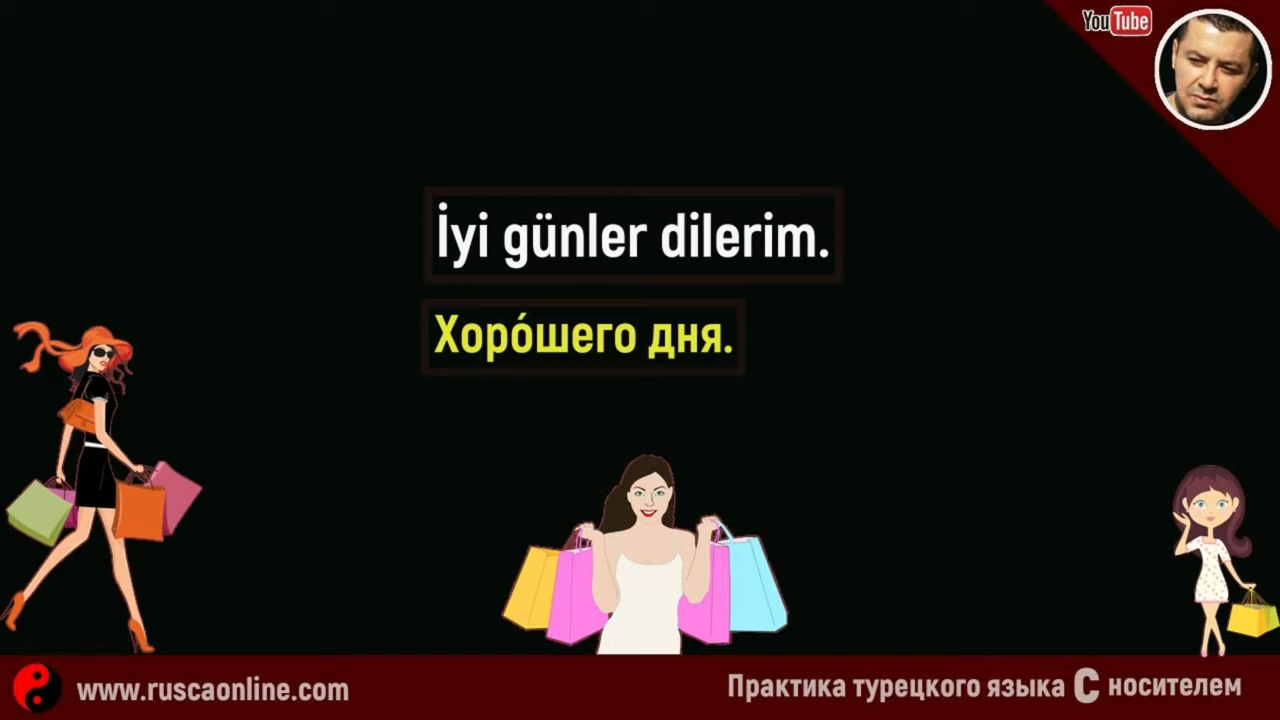 YouTube
İyi günler dilerim.
Хоро́шего дня.
www.ruscaonline.com
Практика турецкого языка С носителем